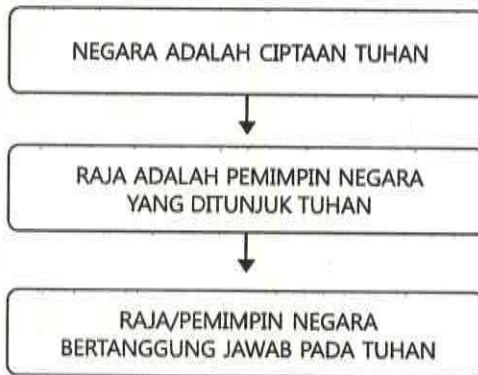 NEGARA ADALAH CIPTAAN TUHAN
RAJA ADALAH PEMIMPIN NEGARA
YANG DITUNJUK TUHAN
RAJA/PEMIMPIN NEGARA
BERTANGGUNG JAWAB PADA TUHAN